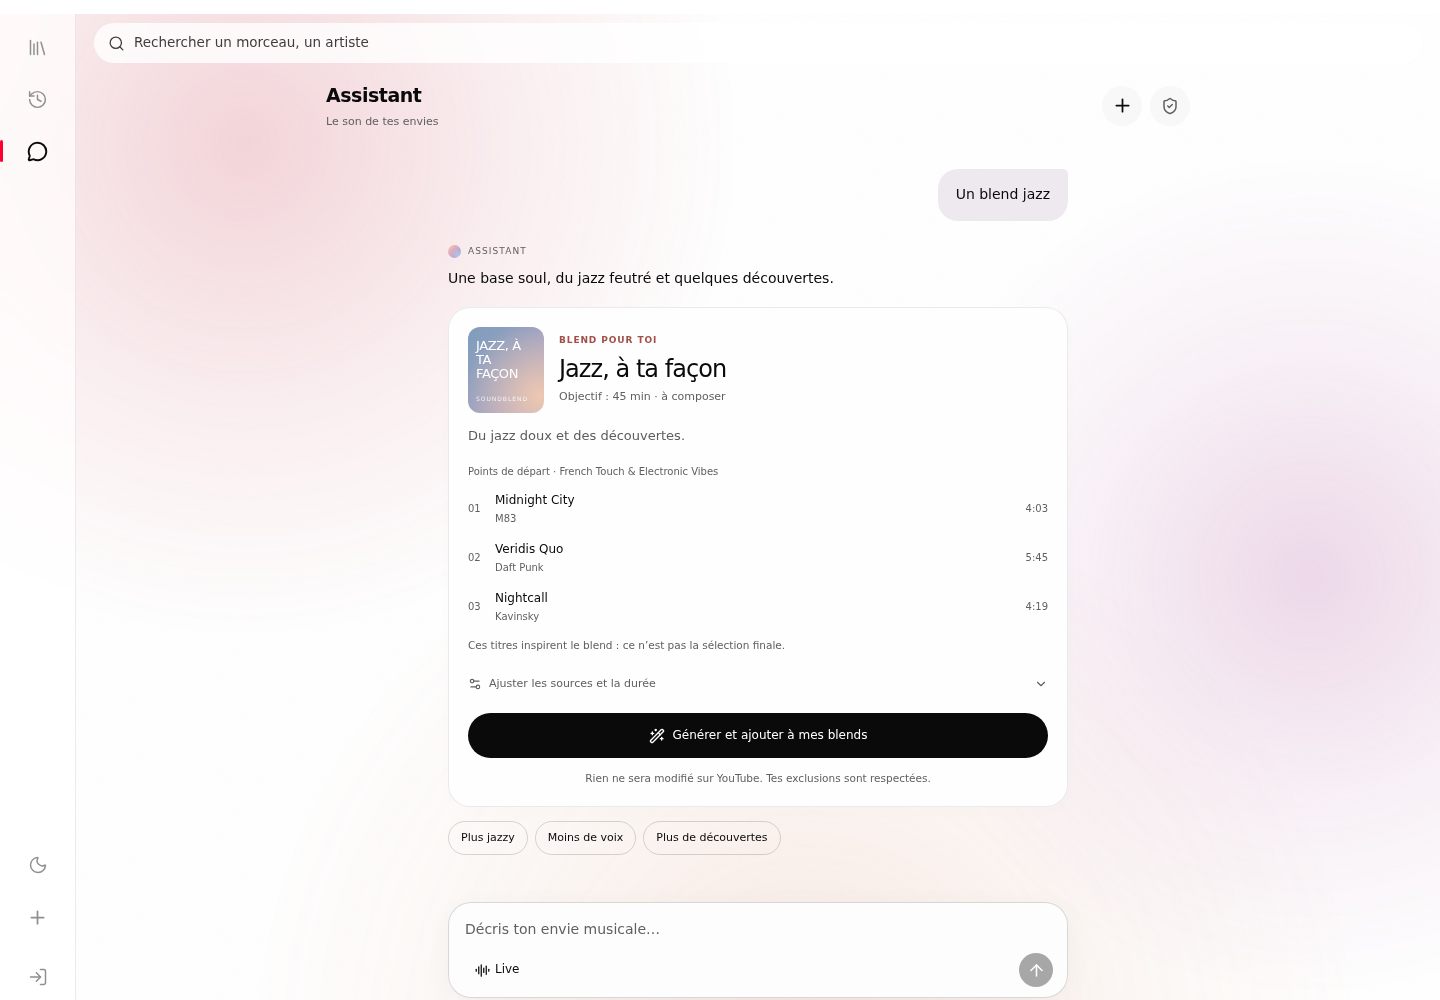 Rechercher un morceau, un artiste
Assistant
Le son de tes envies
Un blend jazz
ASSISTANT
Une base soul, du jazz feutré et quelques découvertes.
JAZZ, À
TA
FAÇON
SOUNDBLEND
BLEND POUR TOI
Jazz, à ta façon
Objectif : 45 min · à composer
Du jazz doux et des découvertes.
Points de départ · French Touch & Electronic Vibes
01 Midnight City 4:03
M83
02 Veridis Quo 5:45
Daft Punk
03 Nightcall 4:19
Kavinsky
Ces titres inspirent le blend : ce n’est pas la sélection finale.
Ajuster les sources et la durée
Générer et ajouter à mes blends
Rien ne sera modifié sur YouTube. Tes exclusions sont respectées.
Plus jazzy Moins de voix Plus de découvertes
Décris ton envie musicale…
Live